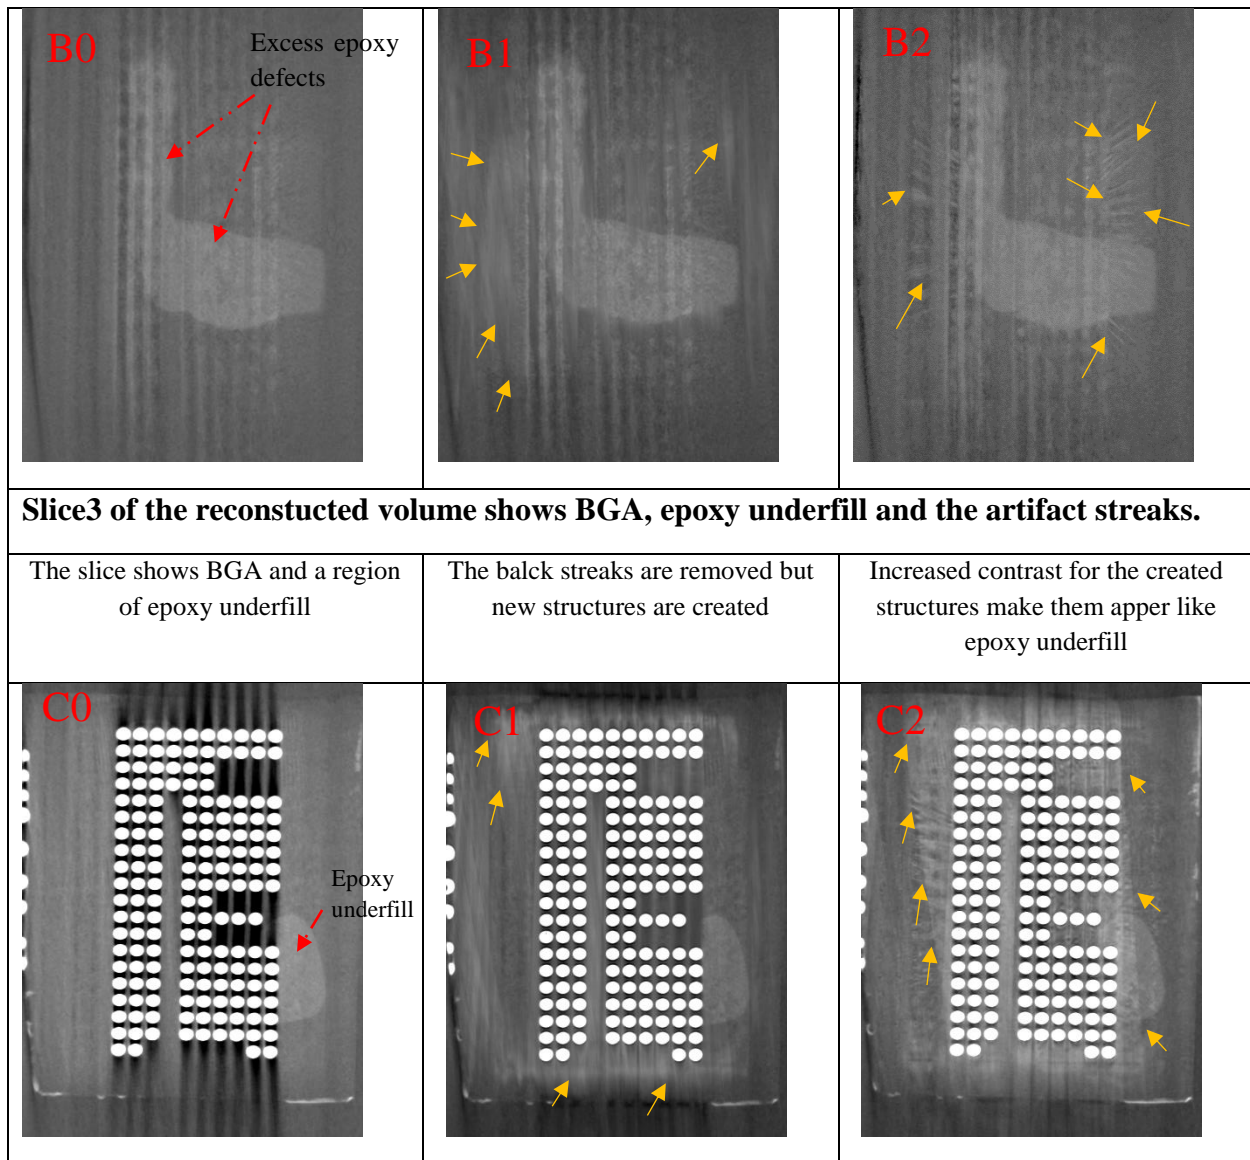 B0
Excess epoxy
defects
B1
B2
Slice3 of the reconstucted volume shows BGA, epoxy underfill and the artifact streaks.
The slice shows BGA and a region
of epoxy underfill
The balck streaks are removed but
new structures are created
Increased contrast for the created
structures make them apper like
epoxy underfill
C0
Epoxy
underfill
C1
C2